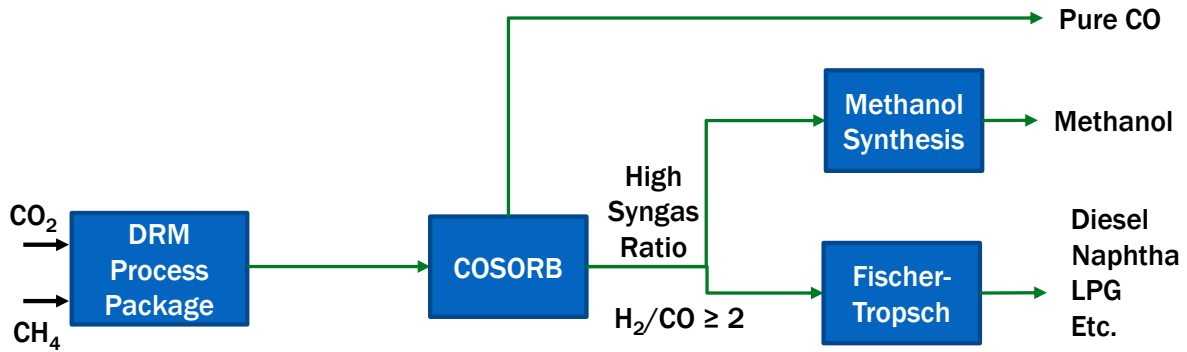 Pure CO
Methanol
Synthesis
Methanol
High
Syngas
Ratio
CO₂
DRM
Process
Package
CH₄
COSORB
H₂/CO ≥ 2
Fischer-
Tropsch
Diesel
Naphtha
LPG
Etc.